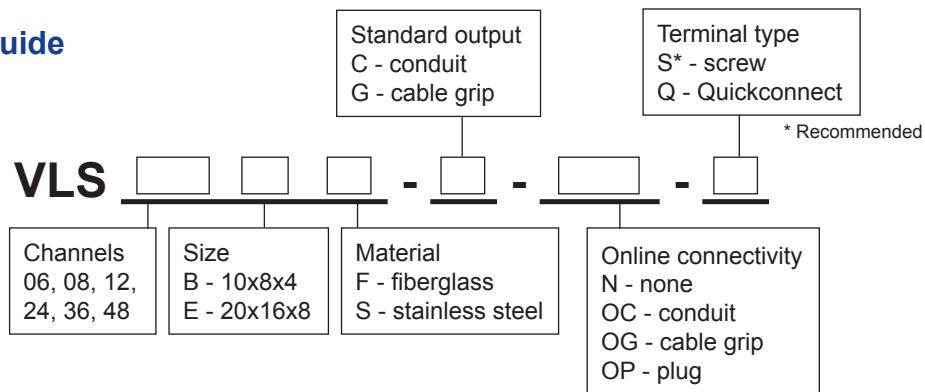 uide
Standard output
C - conduit
G - cable grip
Terminal type
S* - screw
Q - Quickconnect
* Recommended
VLS - - -
Channels
06, 08, 12,
24, 36, 48
Size
B - 10x8x4
E - 20x16x8
Material
F - fiberglass
S - stainless steel
Online connectivity
N - none
OC - conduit
OG - cable grip
OP - plug